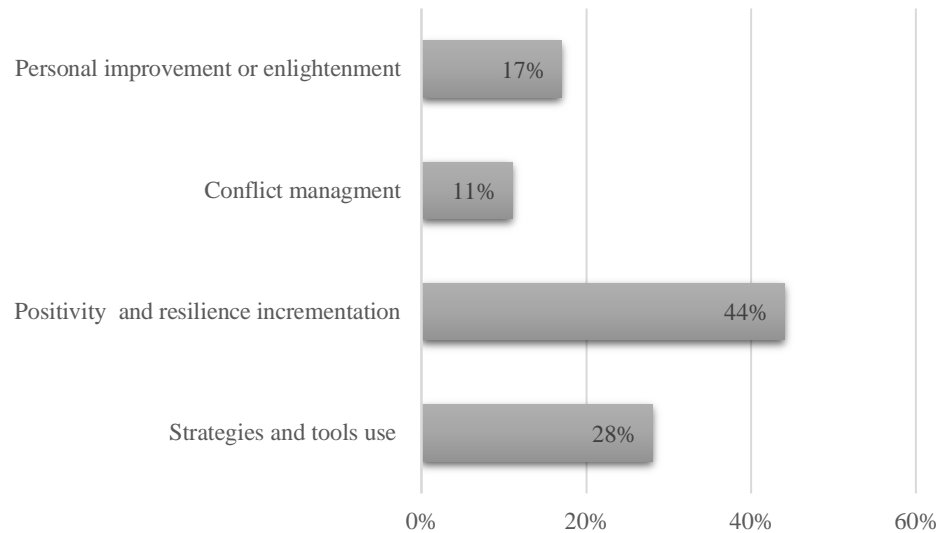 Personal improvement or enlightenment
17%
Conflict managment
11%
Positivity  and resilience incrementation
44%
Strategies and tools use
28%
0%
20%
40%
60%